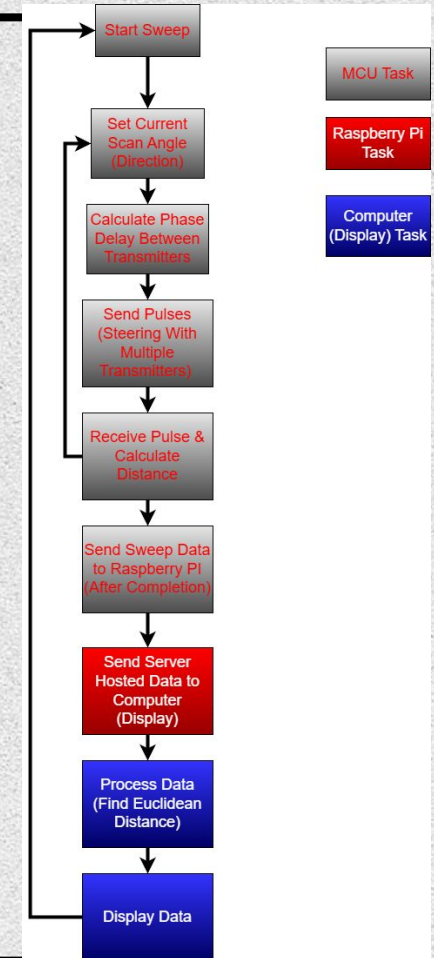 Start Sweep
Set Current
Scan Angle
(Direction)
Calculate Phase
Delay Between
Transmitters
Send Pulses
(Steering With
Multiple
Transmitters)
Receive Pulse &
Calculate
Distance
Send Sweep Data
to Raspberry PI
(After Completion)
Send Server
Hosted Data to
Computer
(Display)
Process Data
(Find Euclidean
Distance)
Display Data
MCU Task
Raspberry Pi
Task
Computer
(Display) Task